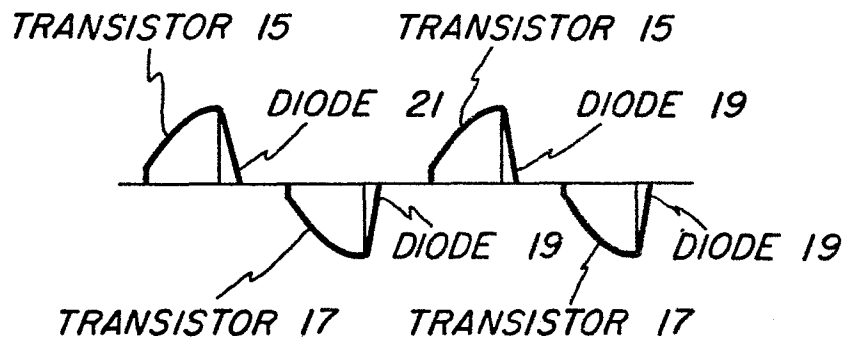 TRANSISTOR 15 TRANSISTOR 15
DIODE 21 DIODE 19
DIODE 19 DIODE 19
TRANSISTOR 17 TRANSISTOR 17